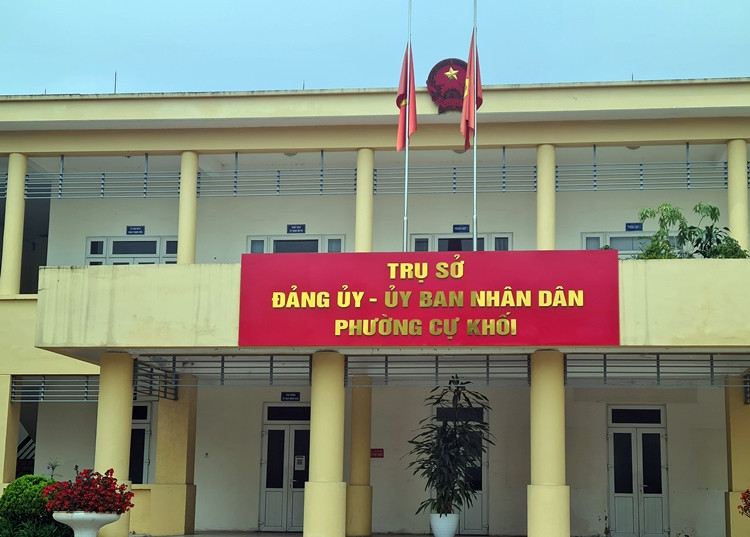 TRỤ SỞ
ĐẢNG ỦY - ỦY BAN NHÂN DÂN
PHƯỜNG CỰ KHỐI